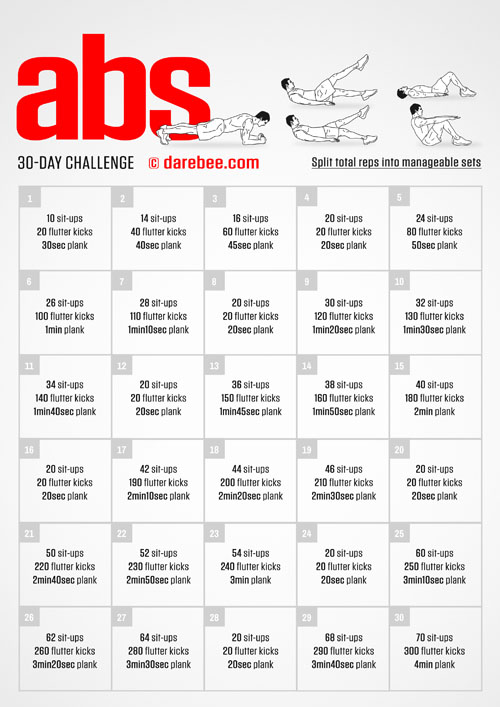 abs
30-DAY CHALLENGE © darebee.com Split total reps into manageable sets
1
10 sit-ups
20 flutter kicks
30sec plank
2
14 sit-ups
40 flutter kicks
40sec plank
3
16 sit-ups
60 flutter kicks
45sec plank
4
20 sit-ups
20 flutter kicks
20sec plank
5
24 sit-ups
80 flutter kicks
50sec plank
6
26 sit-ups
100 flutter kicks
1min plank
7
28 sit-ups
110 flutter kicks
1min10sec plank
8
20 sit-ups
20 flutter kicks
20sec plank
9
30 sit-ups
120 flutter kicks
1min20sec plank
10
32 sit-ups
130 flutter kicks
1min30sec plank
11
34 sit-ups
140 flutter kicks
1min40sec plank
12
20 sit-ups
20 flutter kicks
20sec plank
13
36 sit-ups
150 flutter kicks
1min45sec plank
14
38 sit-ups
160 flutter kicks
1min50sec plank
15
40 sit-ups
180 flutter kicks
2min plank
16
20 sit-ups
20 flutter kicks
20sec plank
17
42 sit-ups
190 flutter kicks
2min10sec plank
18
44 sit-ups
200 flutter kicks
2min20sec plank
19
46 sit-ups
210 flutter kicks
2min30sec plank
20
20 sit-ups
20 flutter kicks
20sec plank
21
50 sit-ups
220 flutter kicks
2min40sec plank
22
52 sit-ups
230 flutter kicks
2min50sec plank
23
54 sit-ups
240 flutter kicks
3min plank
24
20 sit-ups
20 flutter kicks
20sec plank
25
60 sit-ups
250 flutter kicks
3min10sec plank
26
62 sit-ups
260 flutter kicks
3min20sec plank
27
64 sit-ups
280 flutter kicks
3min30sec plank
28
20 sit-ups
20 flutter kicks
20sec plank
29
68 sit-ups
290 flutter kicks
3min40sec plank
30
70 sit-ups
300 flutter kicks
4min plank